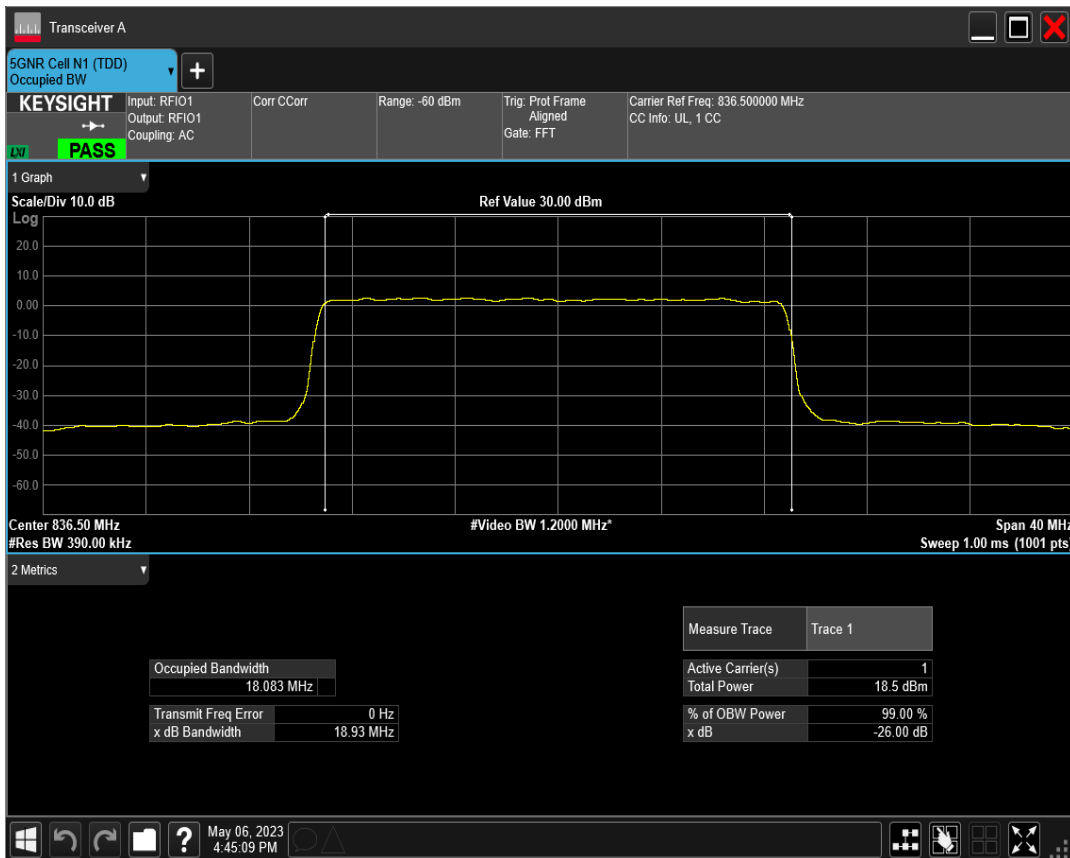 Transceiver A
5GNR Cell N1 (TDD)
Occupied BW
+
KEYSIGHT
LXI
PASS
Input: RFIO1
Output: RFIO1
Coupling: AC
Corr CCorr
Range: -60 dBm
Trig: Prot Frame
Aligned
Gate: FFT
Carrier Ref Freq: 836.500000 MHz
CC Info: UL, 1 CC
1 Graph
Scale/Div 10.0 dB
Ref Value 30.00 dBm
Log
20.0
10.0
0.00
-10.0
-20.0
-30.0
-40.0
-50.0
-60.0
Center 836.50 MHz
#Video BW 1.2000 MHz*
Span 40 MHz
#Res BW 390.00 kHz
Sweep 1.00 ms (1001 pts)
2 Metrics
Measure Trace Trace 1
Occupied Bandwidth
18.083 MHz
Active Carrier(s) 1
Total Power 18.5 dBm
Transmit Freq Error 0 Hz
x dB Bandwidth 18.93 MHz
% of OBW Power 99.00 %
x dB -26.00 dB
?
May 06, 2023
4:45:09 PM